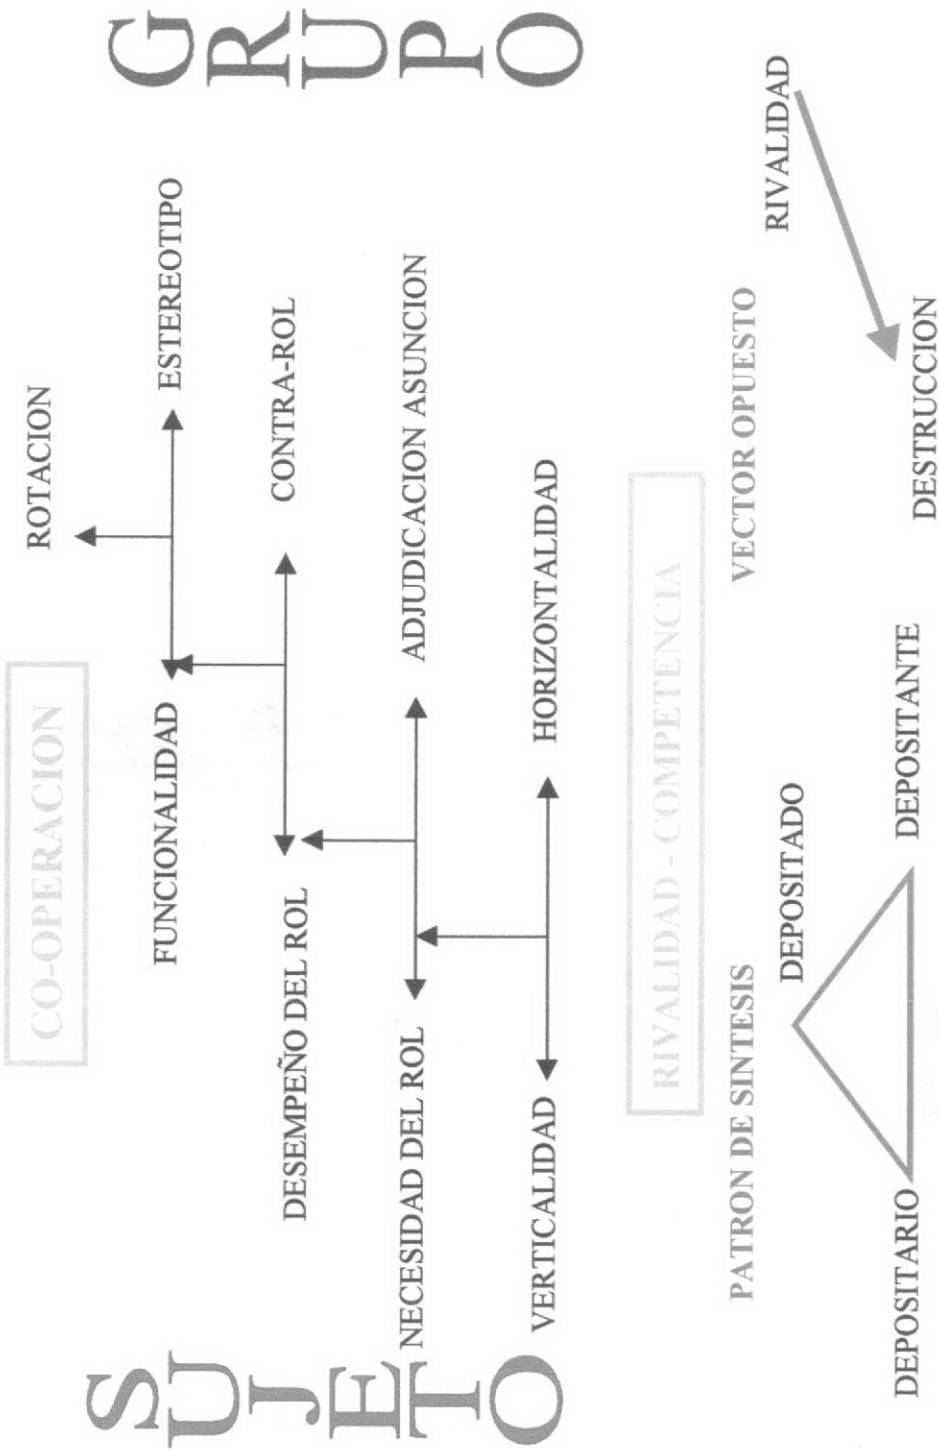 SUJETO
GRUPO
CO-OPERACION
ROTACION
FUNCIONALIDAD
ESTEREOTIPO
DESEMPEÑO DEL ROL
CONTRA-ROL
NECESIDAD DEL ROL
ADJUDICACION ASUNCION
VERTICALIDAD
HORIZONTALIDAD
RIVALIDAD - COMPETENCIA
PATRON DE SINTESIS
VECTOR OPUESTO
DEPOSITADO
RIVALIDAD
DEPOSITARIO
DEPOSITANTE
DESTRUCCION